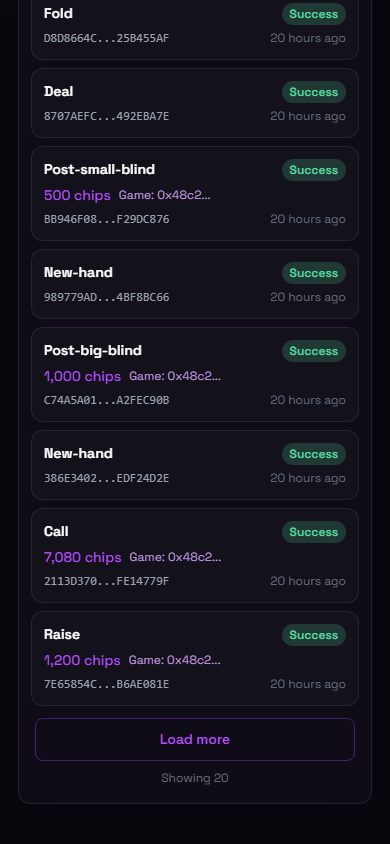 Fold Success
D8D8664C...25B455AF 20 hours ago
Deal Success
8707AEFC...492EBA7E 20 hours ago
Post-small-blind Success
500 chips Game: 0x48c2...
BB946F08...F29DC876 20 hours ago
New-hand Success
989779AD...4BF8BC66 20 hours ago
Post-big-blind Success
1,000 chips Game: 0x48c2...
C74A5A01...A2FEC90B 20 hours ago
New-hand Success
386E3402...EDF24D2E 20 hours ago
Call Success
7,080 chips Game: 0x48c2...
2113D370...FE14779F 20 hours ago
Raise Success
1,200 chips Game: 0x48c2...
7E65854C...B6AE081E 20 hours ago
Load more
Showing 20